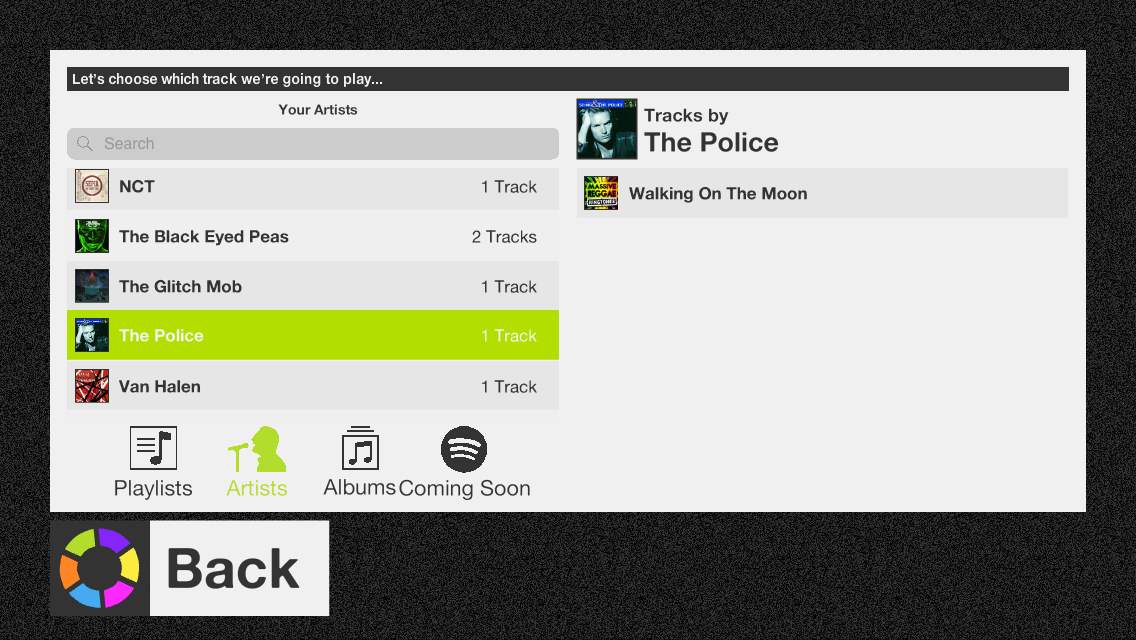 Let's choose which track we're going to play...
Your Artists
Search
NCT 1 Track
The Black Eyed Peas 2 Tracks
The Glitch Mob 1 Track
The Police 1 Track
Van Halen 1 Track
Playlists
Artists
Albums
Coming Soon
Tracks by
The Police
MASSIVE
REGGAE
RINGTONES
Walking On The Moon
Back